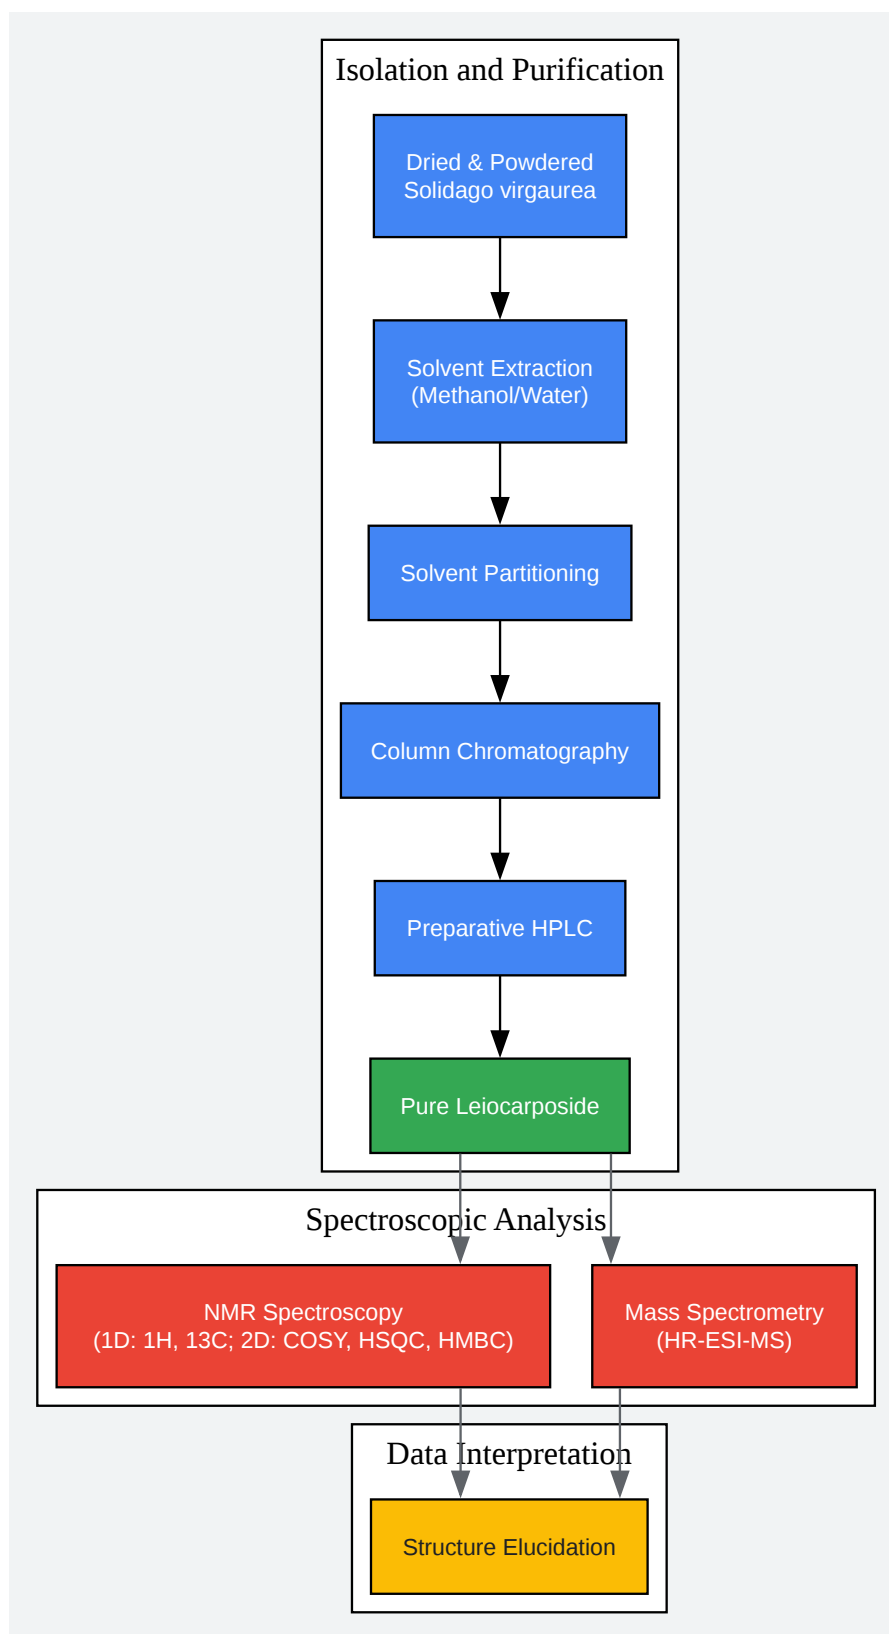 Isolation and Purification
Dried & Powdered
Solidago virgaurea
Solvent Extraction
(Methanol/Water)
Solvent Partitioning
Column Chromatography
Preparative HPLC
Pure Leiocarposide
Spectroscopic Analysis
NMR Spectroscopy
(1D: 1H, 13C; 2D: COSY, HSQC, HMBC)
Mass Spectrometry
(HR-ESI-MS)
Data Interpretation
Structure Elucidation